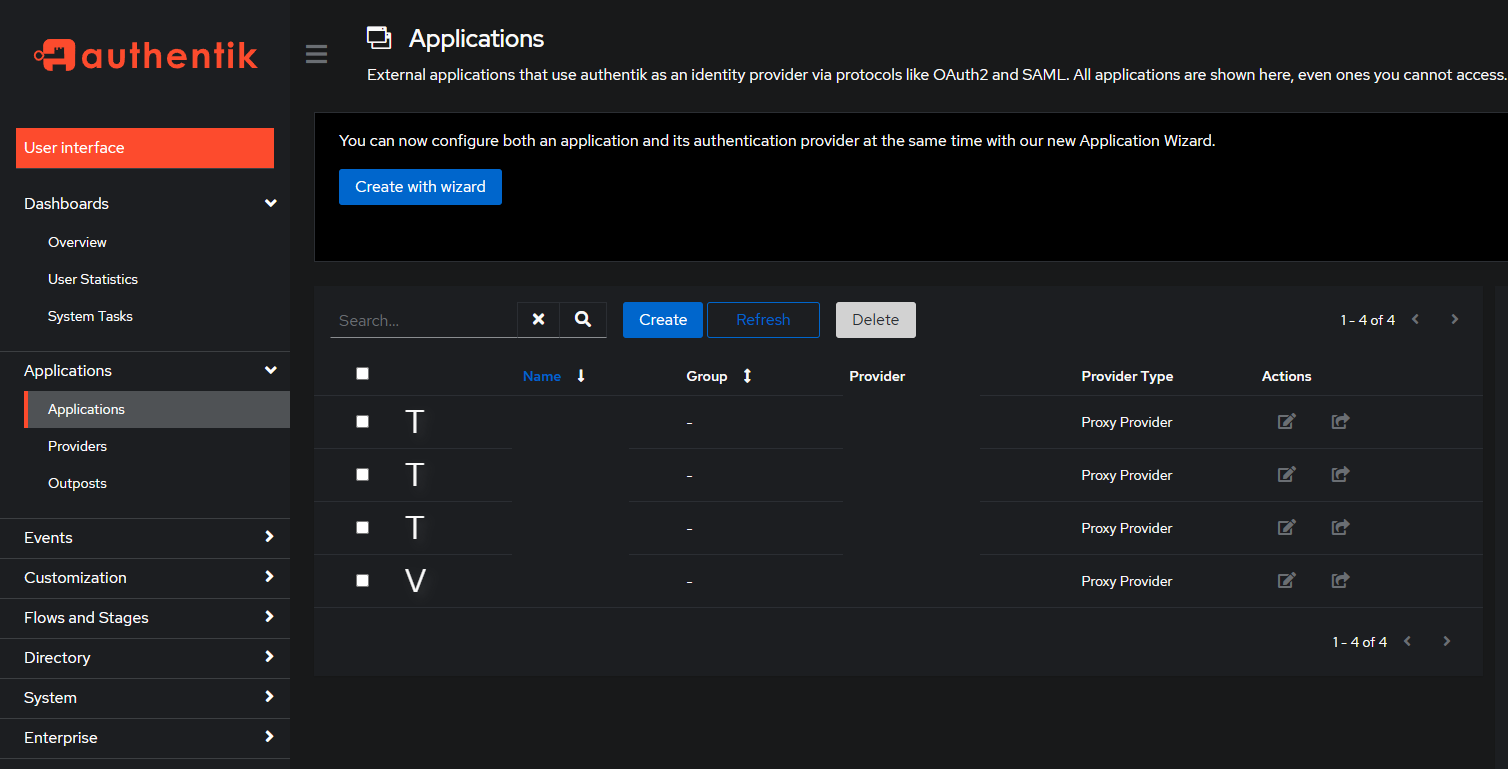 authentik
Applications
External applications that use authentik as an identity provider via protocols like OAuth2 and SAML. All applications are shown here, even ones you cannot access.
User interface
You can now configure both an application and its authentication provider at the same time with our new Application Wizard.
Create with wizard
Dashboards
Overview
User Statistics
System Tasks
Applications
Applications
Providers
Outposts
Events
Customization
Flows and Stages
Directory
System
Enterprise
Search... Create Refresh Delete 1 - 4 of 4
Name Group Provider Provider Type Actions
T - Proxy Provider
T - Proxy Provider
T - Proxy Provider
V - Proxy Provider
1 - 4 of 4